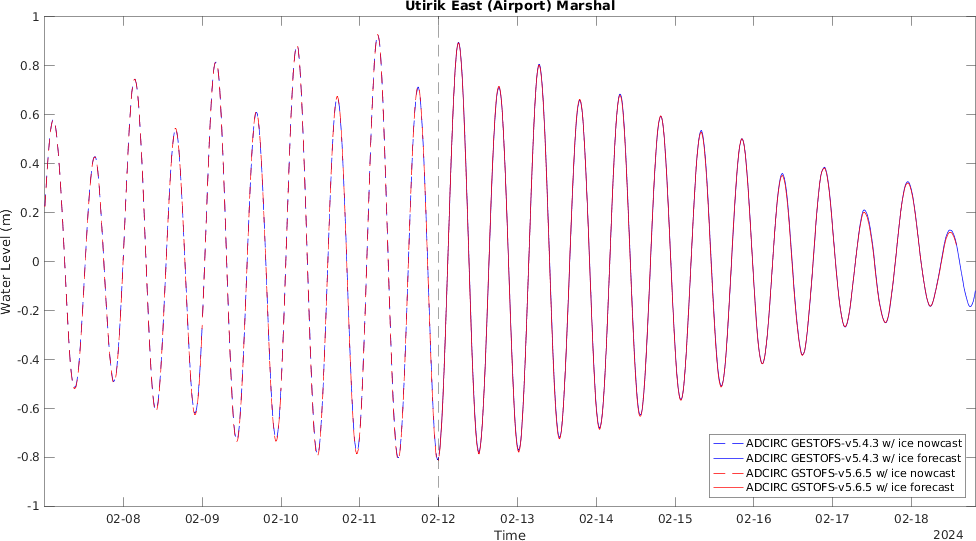 Utirik East (Airport) Marshal
1
0.8
0.6
0.4
0.2
0
-0.2
-0.4
-0.6
-0.8
-1
Water Level (m)
ADCIRC GESTOFS-v5.4.3 w/ ice nowcast
ADCIRC GESTOFS-v5.4.3 w/ ice forecast
ADCIRC GSTOFS-v5.6.5 w/ ice nowcast
ADCIRC GSTOFS-v5.6.5 w/ ice forecast
02-08 02-09 02-10 02-11 02-12 02-13 02-14 02-15 02-16 02-17 02-18
Time
2024